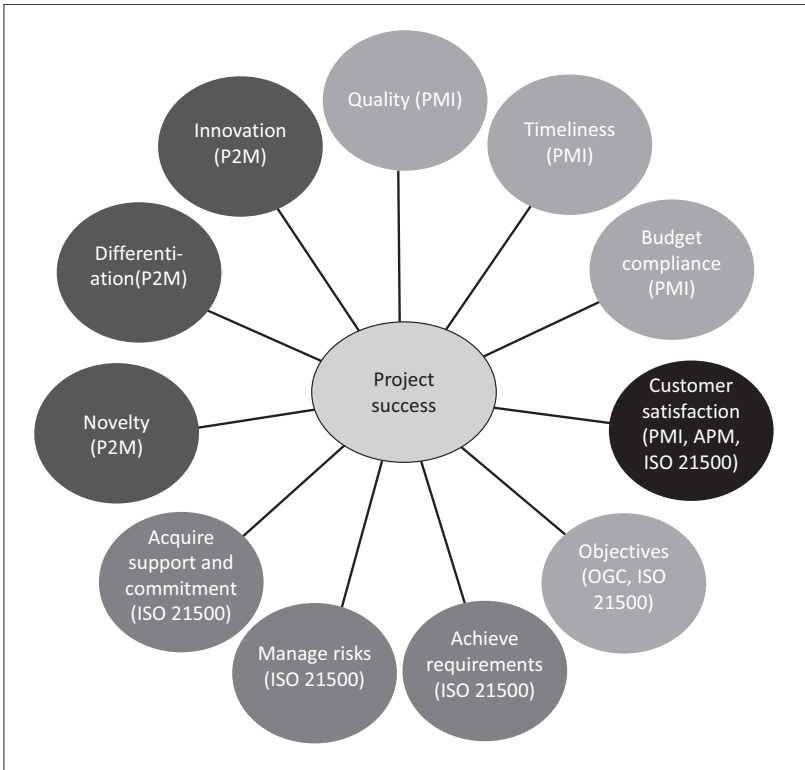 Quality (PMI)
Timeliness
(PMI)
Budget
compliance
(PMI)
Customer
satisfaction
(PMI, APM,
ISO 21500)
Objectives
(OGC, ISO
21500)
Achieve
requirements
(ISO 21500)
Manage risks
(ISO 21500)
Acquire
support and
commitment
(ISO 21500)
Novelty
(P2M)
Differenti-
ation(P2M)
Innovation
(P2M)
Project
success